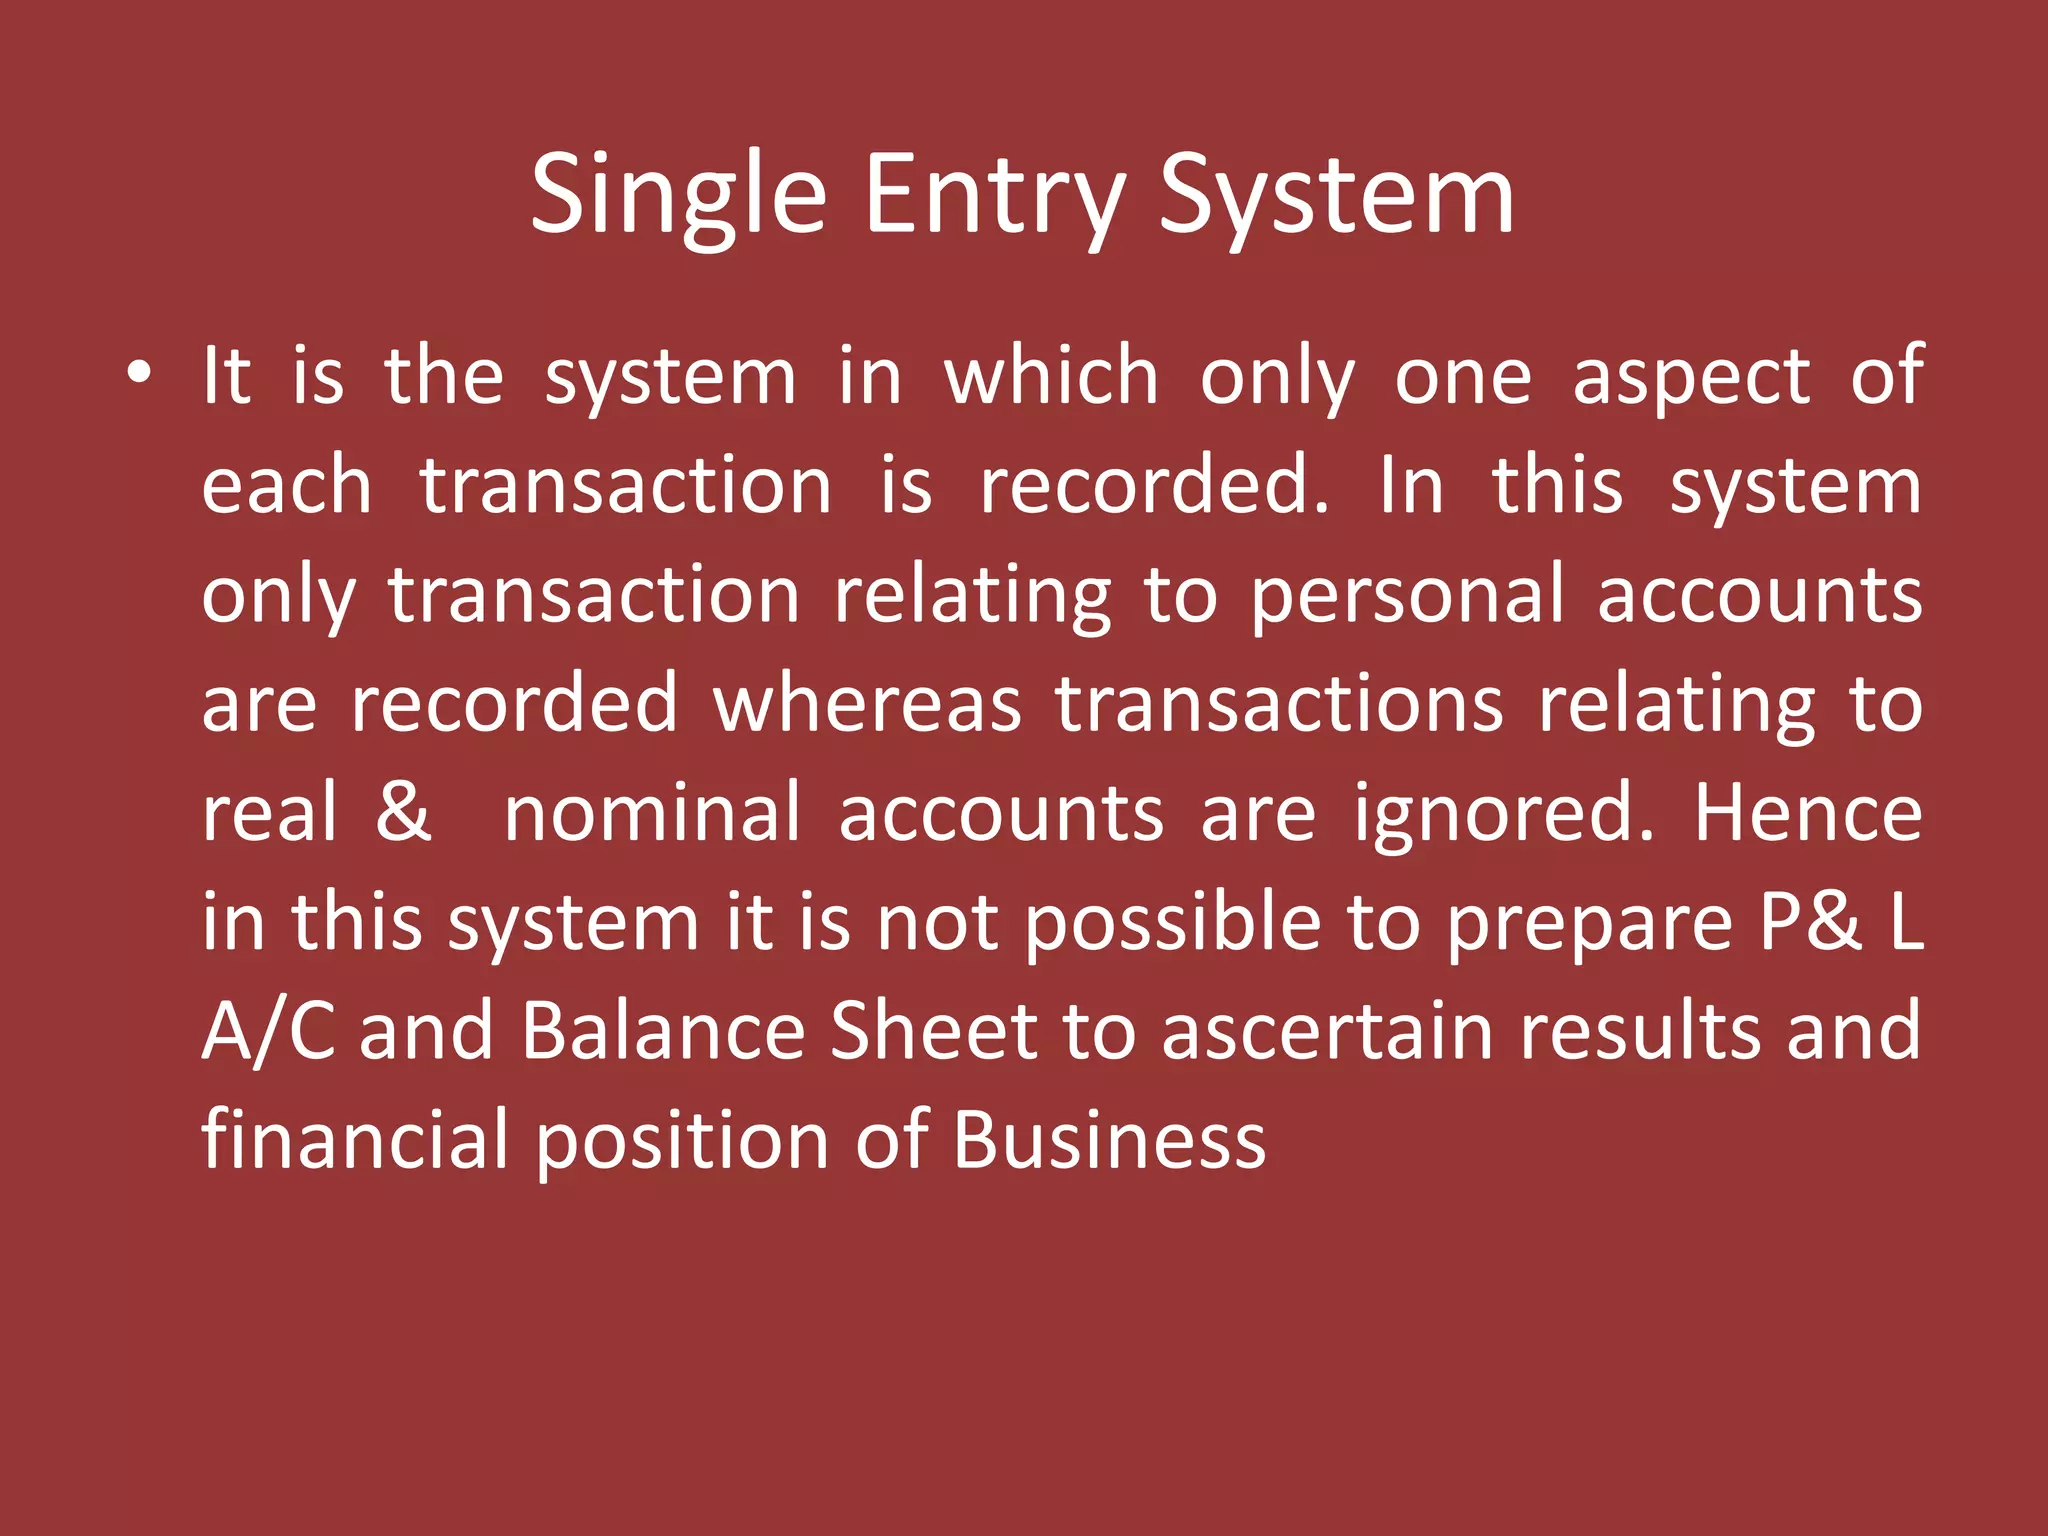 Single Entry System
• It is the system in which only one aspect of
each transaction is recorded. In this system
only transaction relating to personal accounts
are recorded whereas transactions relating to
real & nominal accounts are ignored. Hence
in this system it is not possible to prepare P& L
A/C and Balance Sheet to ascertain results and
financial position of Business